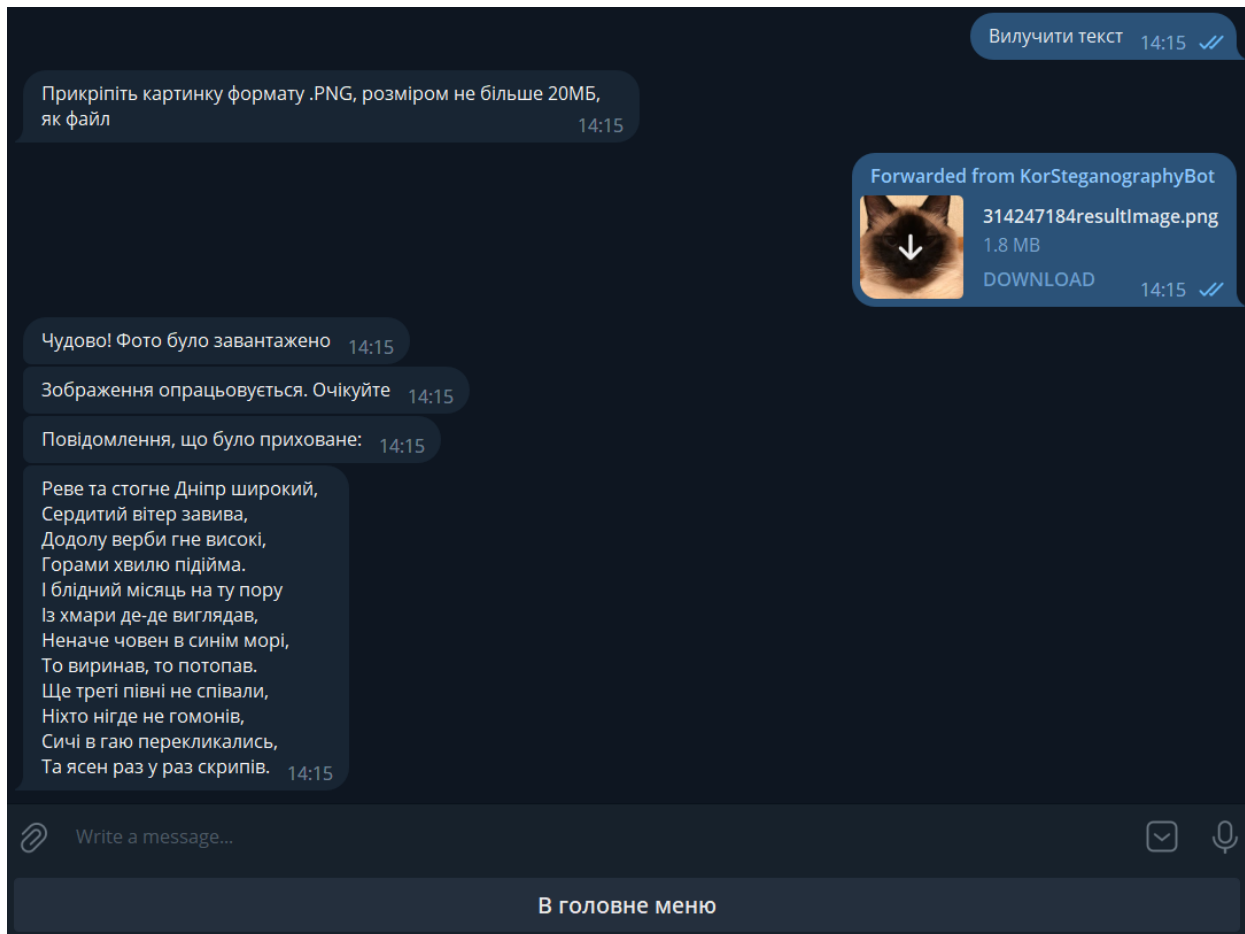 Вилучити текст 14:15
Прикріпіть картинку формату .PNG, розміром не більше 20МБ,
як файл 14:15
Forwarded from KorSteganographyBot
314247184resultImage.png
1.8 MB
DOWNLOAD 14:15
Чудово! Фото було завантажено 14:15
Зображення опрацьовується. Очікуйте 14:15
Повідомлення, що було приховане: 14:15
Реве та стогне Дніпр широкий,
Сердитий вітер завива,
Додолу верби гне високі,
Горами хвилю підійма.
І блідний місяць на ту пору
Із хмари де-де виглядав,
Неначе човен в синім морі,
То виринав, то потопав.
Ще треті півні не співали,
Ніхто нігде не гомонів,
Сичі в гаю перекликались,
Та ясен раз у раз скрипів. 14:15
Write a message...
В головне меню